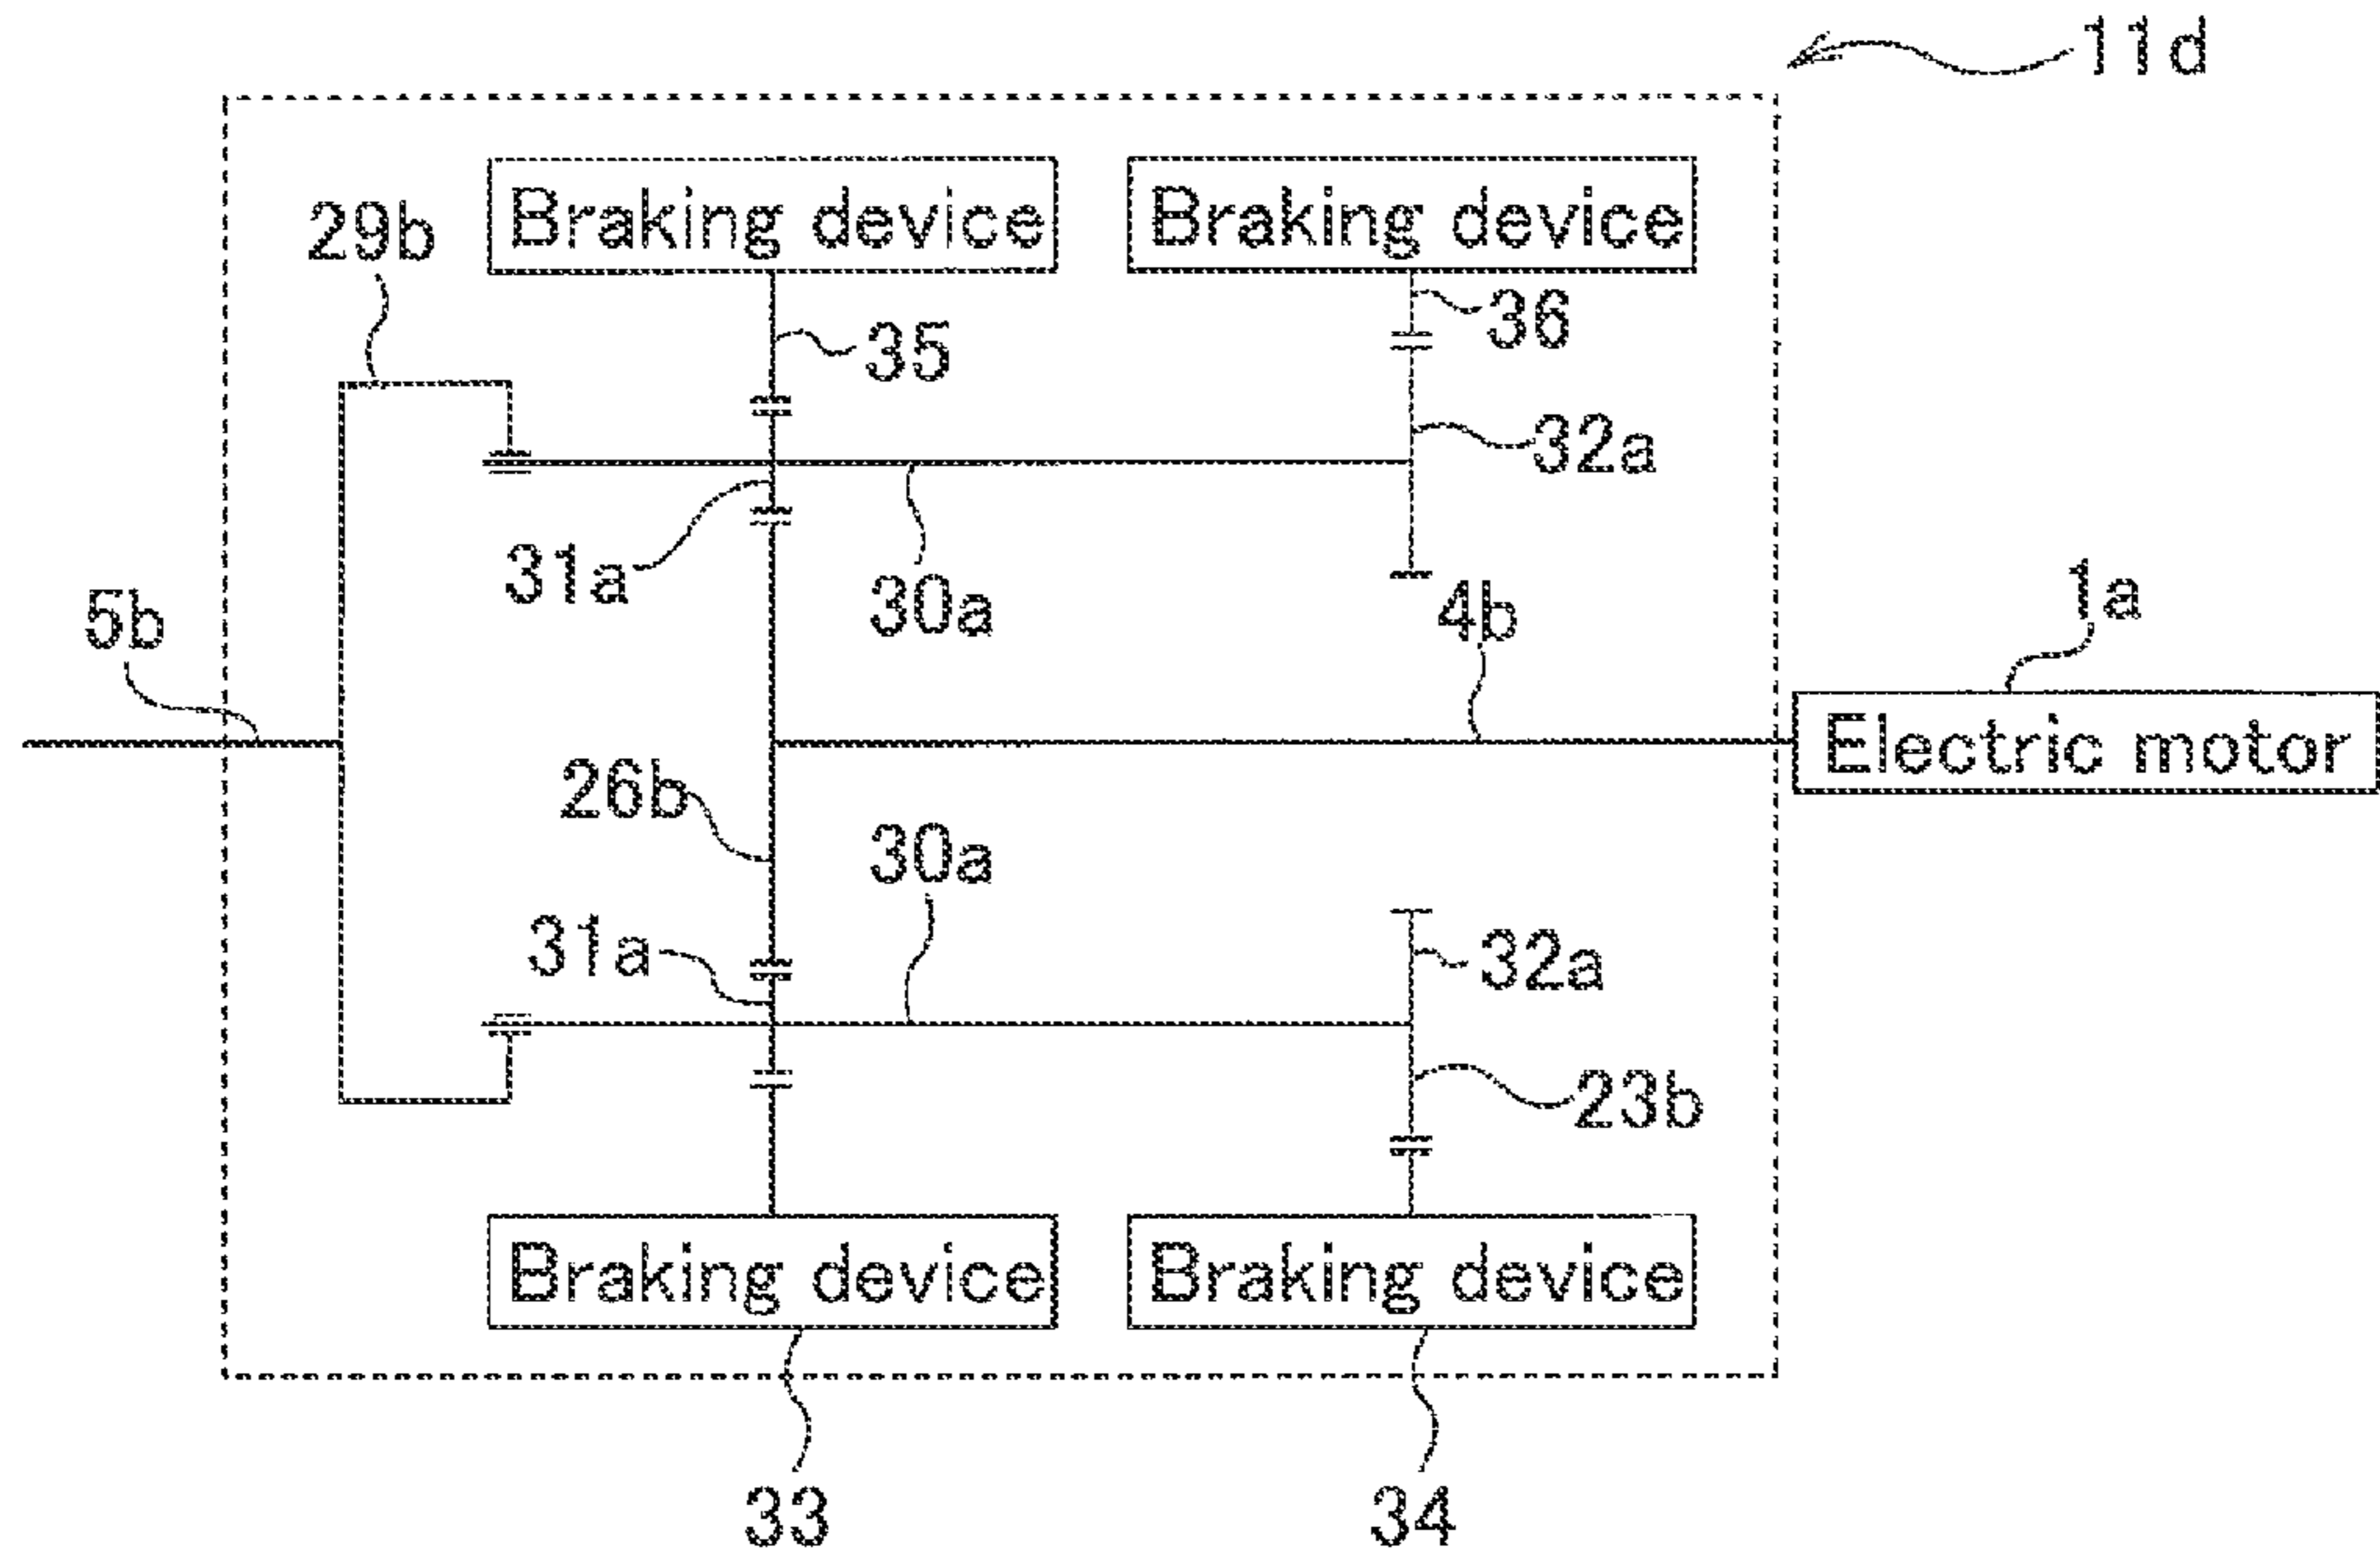 11d
Braking device Braking device
29b
36
35
32a
31a
30a
4b
1a
5b
Electric motor
26b
30a
31a
32a
23b
Braking device Braking device
33
34